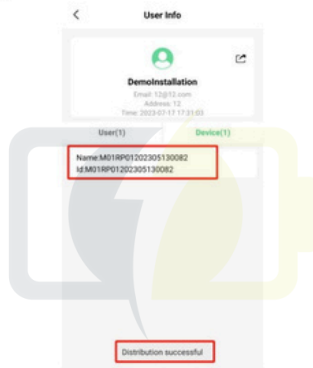 User Info
DemoInstallation
Email: 12@12.com
Address: 12
Time: 2023-07-17 17:31:03
User(1)
Device(1)
Name:M01RP01202305130082
Id:M01RP01202305130082
Distribution successful